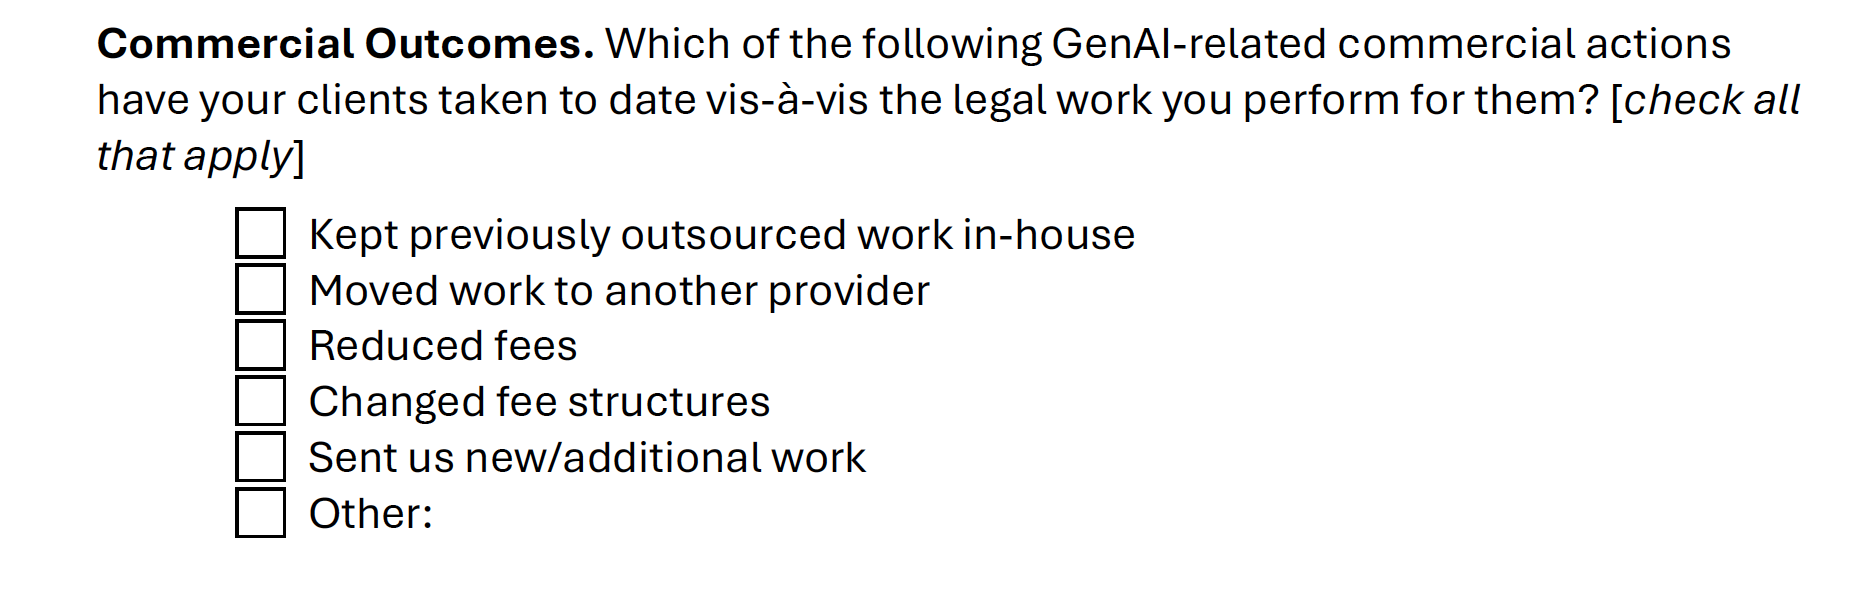 Commercial Outcomes. Which of the following GenAI-related commercial actions
have your clients taken to date vis-à-vis the legal work you perform for them? [check all
that apply]
Kept previously outsourced work in-house
Moved work to another provider
Reduced fees
Changed fee structures
Sent us new/additional work
Other: